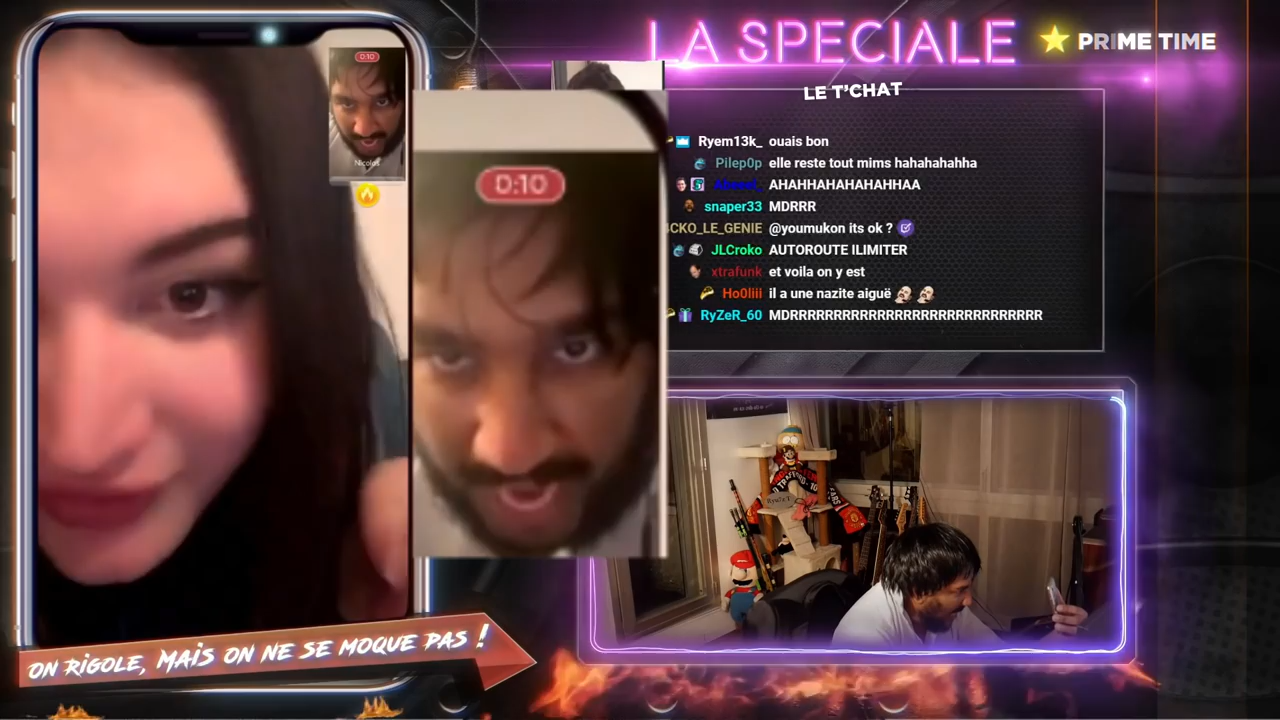 LA SPECIALE
PRIME TIME
LE T'CHAT
0:10
Nicolas
0:10
Ryem13k_ ouais bon
Pilep0p elle reste tout mims hahahahahha
AHAHHAHAHAHAHHAA
snaper33 MDRRR
CKO_LE_GENIE @youmukon its ok ?
JLCroko AUTOROUTE ILIMITER
xtrafunk et voila on y est
Ho0liii il a une nazite aiguë
RyZeR_60 MDRRRRRRRRRRRRRRRRRRRRRRRRRRRR
ON RIGOLE, MAIS ON NE SE MOQUE PAS !